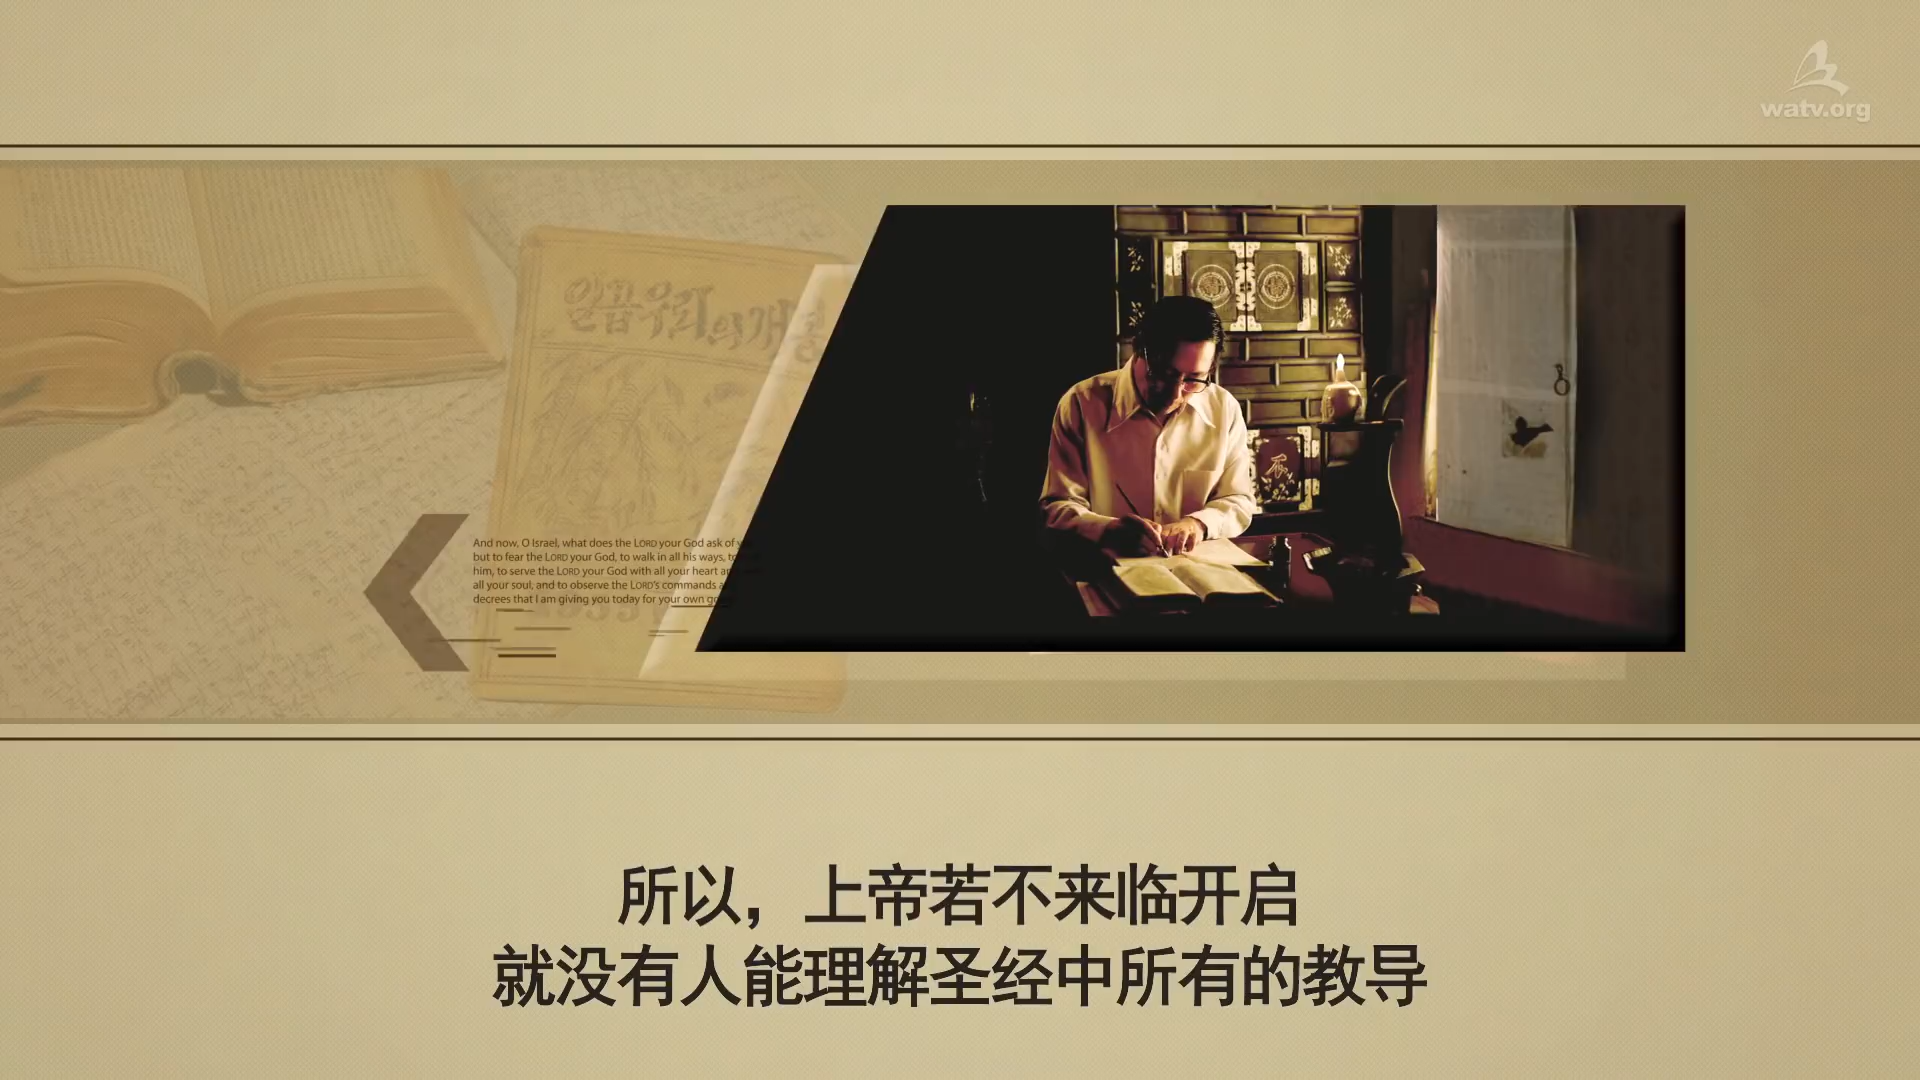 watv.org
And now, O Israel, what does the LORD your God ask of
but to fear the LORD your God, to walk in all his ways, to
him, to serve the LORD your God with all your heart
all your soul, and to observe the LORD's commands
decrees that I am giving you today for your own
所以，上帝若不来临开启
就没有人能理解圣经中所有的教导